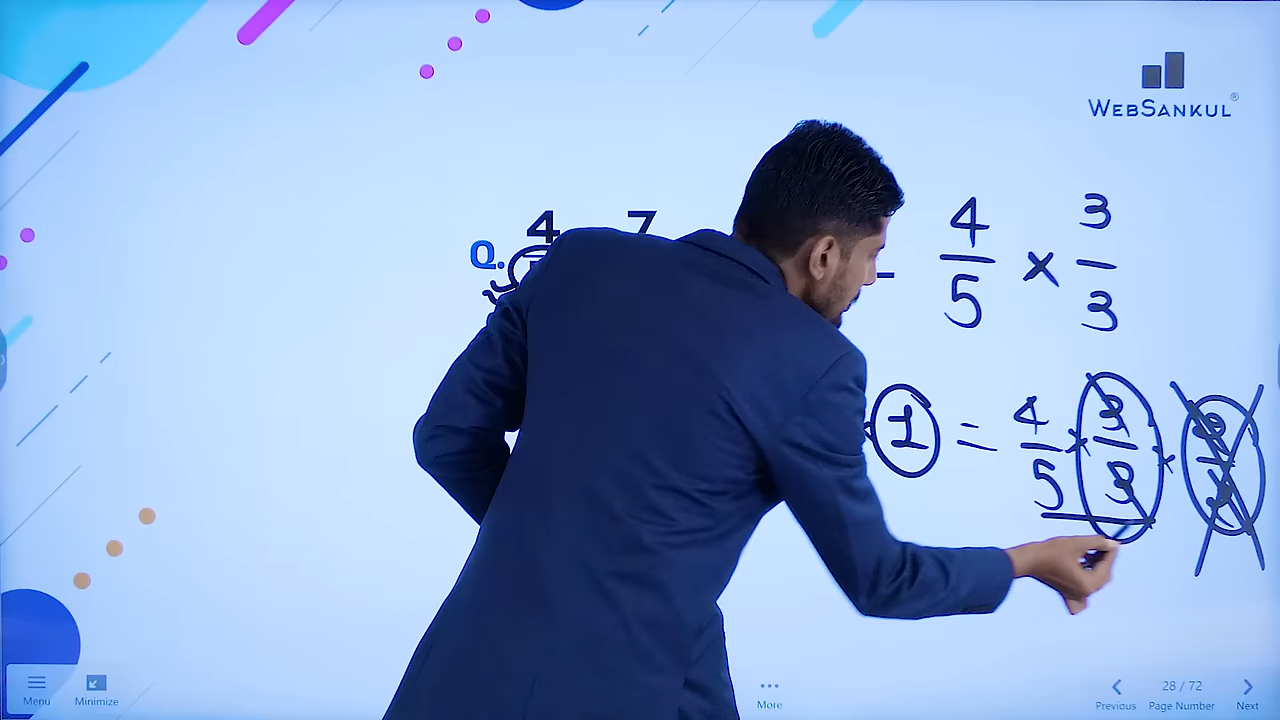 WEBSANKUL®
4 7
Q.
4/5 × 3/3
1 = 4/5 × 3/3 ×
Menu
Minimize
More
28 / 72
Previous Page Number Next